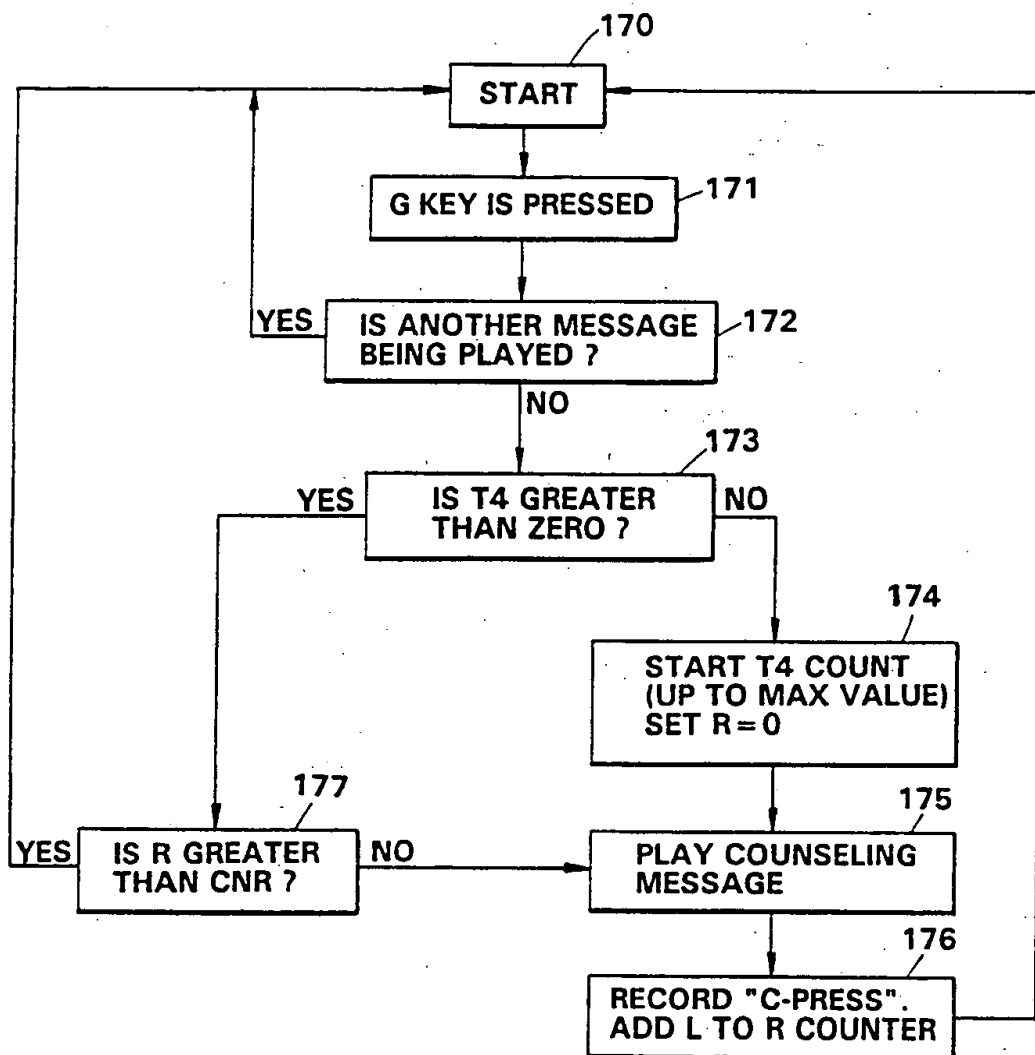 170
START
171
G KEY IS PRESSED
172
YES
IS ANOTHER MESSAGE
BEING PLAYED ?
NO
173
YES
IS T4 GREATER
THAN ZERO ?
NO
174
START T4 COUNT
(UP TO MAX VALUE)
SET R = 0
177
YES
IS R GREATER
THAN CNR ?
NO
175
PLAY COUNSELING
MESSAGE
176
RECORD "C-PRESS".
ADD L TO R COUNTER